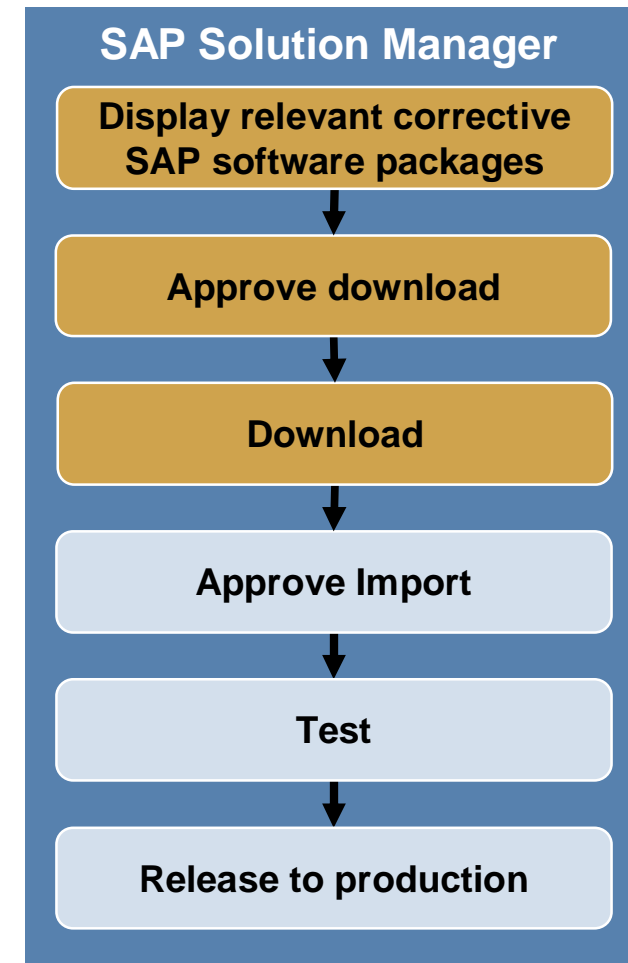 SAP Solution Manager
Display relevant corrective
SAP software packages
Approve download
Download
Approve Import
Test
Release to production